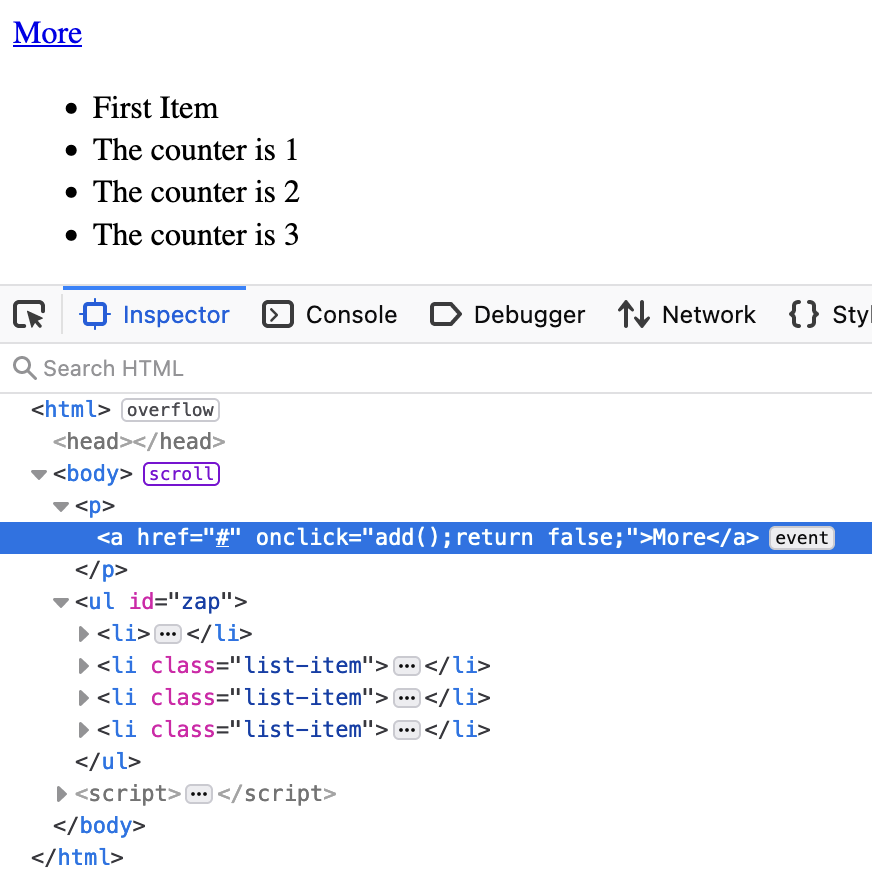 More
• First Item
• The counter is 1
• The counter is 2
• The counter is 3
Inspector Console Debugger Network {} Styl
Search HTML
<html> overflow
<head></head>
<body> scroll
<p>
<a href="#" onclick="add();return false;">More</a> event
</p>
<ul id="zap">
<li>…</li>
<li class="list-item">…</li>
<li class="list-item">…</li>
<li class="list-item">…</li>
</ul>
<script>…</script>
</body>
</html>